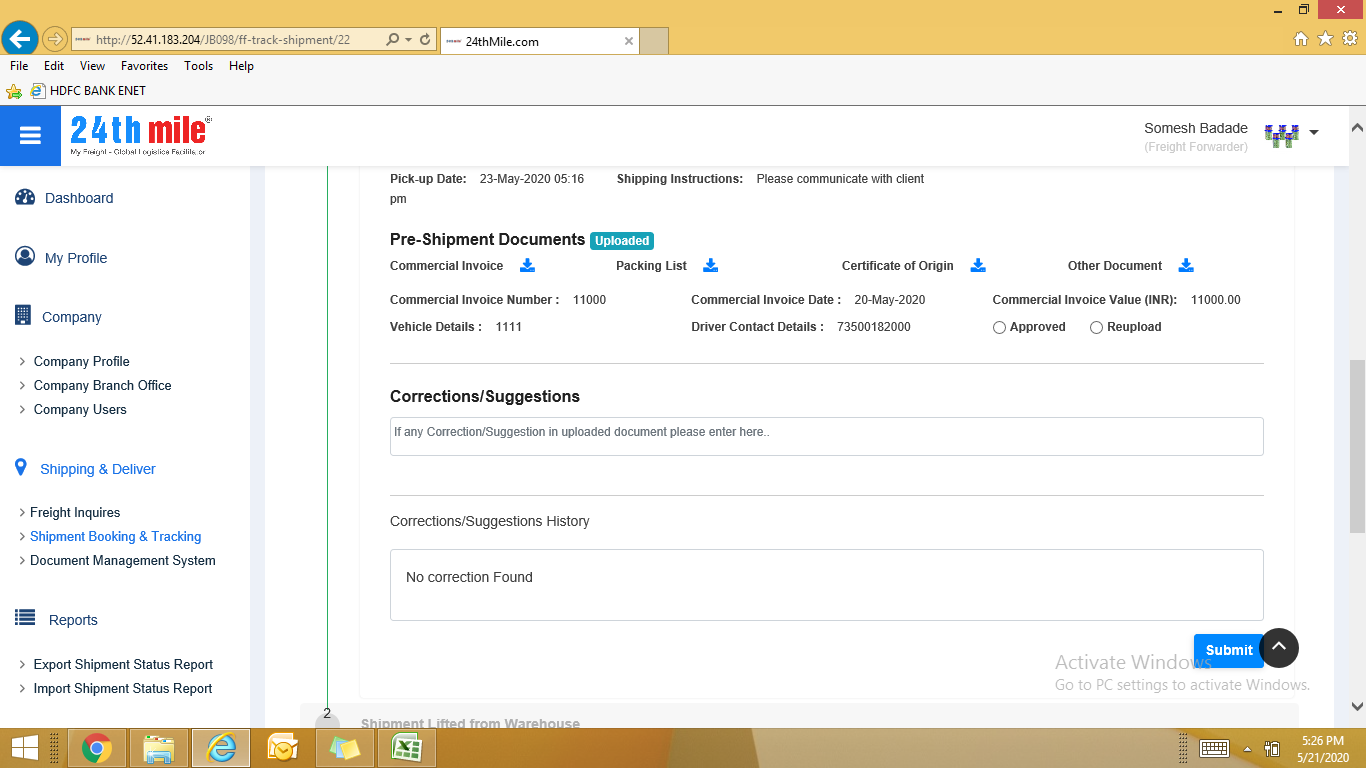 http://52.41.183.204/JB098/ff-track-shipment/22
24thMile.com
File Edit View Favorites Tools Help
HDFC BANK ENET
24th mile®
My Freight - Global Logistics Facilitator
Somesh Badade
(Freight Forwarder)
Dashboard
My Profile
Company
Company Profile
Company Branch Office
Company Users
Shipping & Deliver
Freight Inquires
Shipment Booking & Tracking
Document Management System
Reports
Export Shipment Status Report
Import Shipment Status Report
Pick-up Date: 23-May-2020 05:16 pm
Shipping Instructions: Please communicate with client
Pre-Shipment Documents Uploaded
Commercial Invoice Packing List Certificate of Origin Other Document
Commercial Invoice Number : 11000 Commercial Invoice Date : 20-May-2020 Commercial Invoice Value (INR): 11000.00
Vehicle Details : 1111 Driver Contact Details : 73500182000 Approved Reupload
Corrections/Suggestions
If any Correction/Suggestion in uploaded document please enter here..
Corrections/Suggestions History
No correction Found
Submit
Activate Windows
Go to PC settings to activate Windows.
2
Shipment Lifted from Warehouse
5:26 PM
5/21/2020